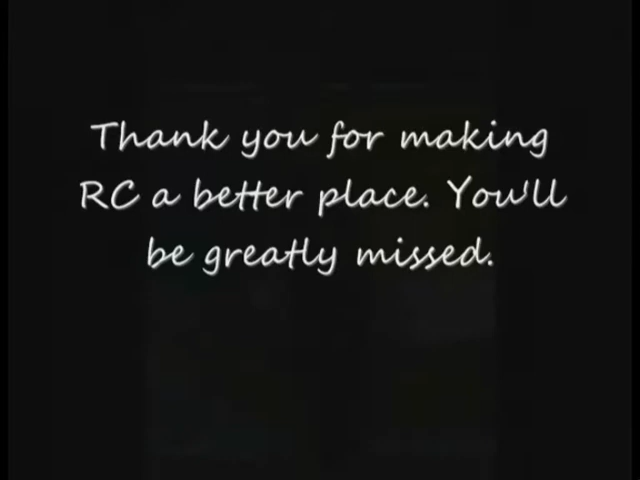 Thank you for making
RC a better place. You'll
be greatly missed.